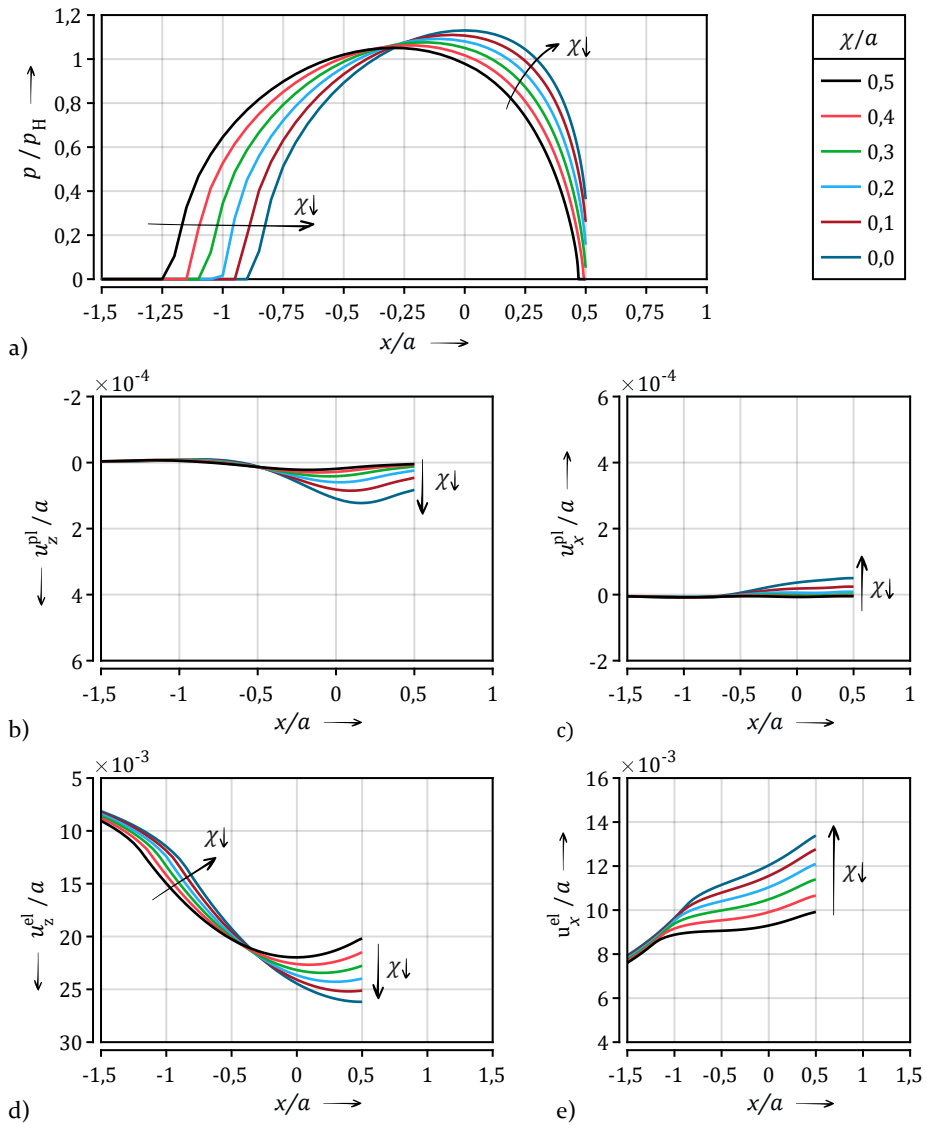 1,2
1
0,8
0,6
0,4
0,2
0
p / p_H ⟶
χ↓
χ↓
-1,5 -1,25 -1 -0,75 -0,5 -0,25 0 0,25 0,5 0,75 1
x/a ⟶
a)
χ/a
0,5
0,4
0,3
0,2
0,1
0,0
×10⁻⁴
-2
0
2
4
6
⟵ u_z^pl / a
χ↓
-1,5 -1 -0,5 0 0,5 1
x/a ⟶
b)
×10⁻⁴
6
4
2
0
-2
u_x^pl / a ⟶
χ↓
-1,5 -1 -0,5 0 0,5 1
x/a ⟶
c)
×10⁻³
5
10
15
20
25
30
⟵ u_z^el / a
χ↓
χ↓
-1,5 -1 -0,5 0 0,5 1 1,5
x/a ⟶
d)
×10⁻³
16
14
12
10
8
6
4
u_x^el / a ⟶
χ↓
-1,5 -1 -0,5 0 0,5 1 1,5
x/a ⟶
e)